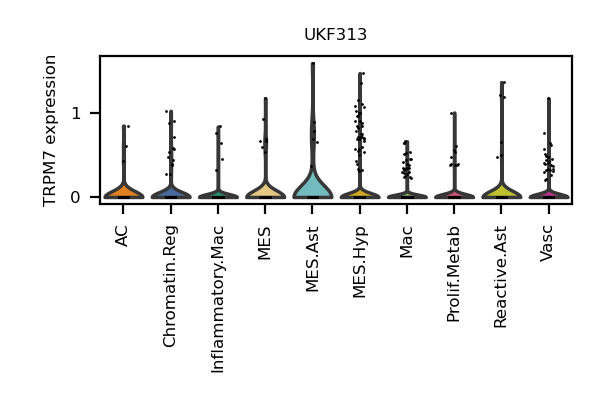 UKF313
TRPM7 expression
1
0
AC
Chromatin.Reg
Inflammatory.Mac
MES
MES.Ast
MES.Hyp
Mac
Prolif.Metab
Reactive.Ast
Vasc